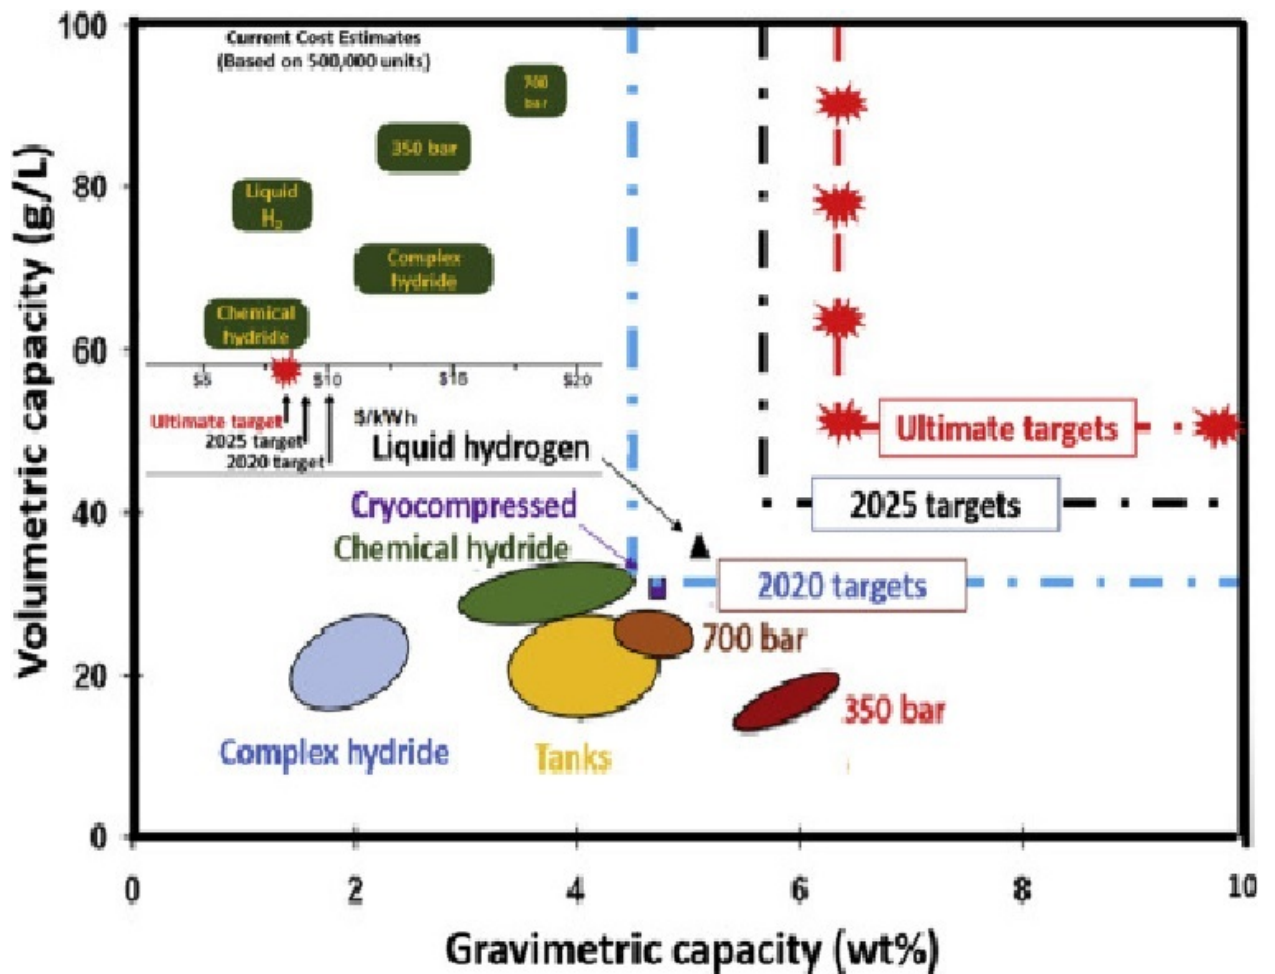 100
80
60
40
20
0
0
2
4
6
8
10
Volumetric capacity (g/L)
Gravimetric capacity (wt%)
Current Cost Estimates
(Based on 500,000 units)
700
bar
350 bar
Liquid
H₂
Complex
hydride
Chemical
hydride
$5
$10
$15
$20
$/kWh
Ultimate target
2025 target
2020 target
Liquid hydrogen
Cryocompressed
Chemical hydride
Ultimate targets
2025 targets
2020 targets
700 bar
350 bar
Complex hydride
Tanks